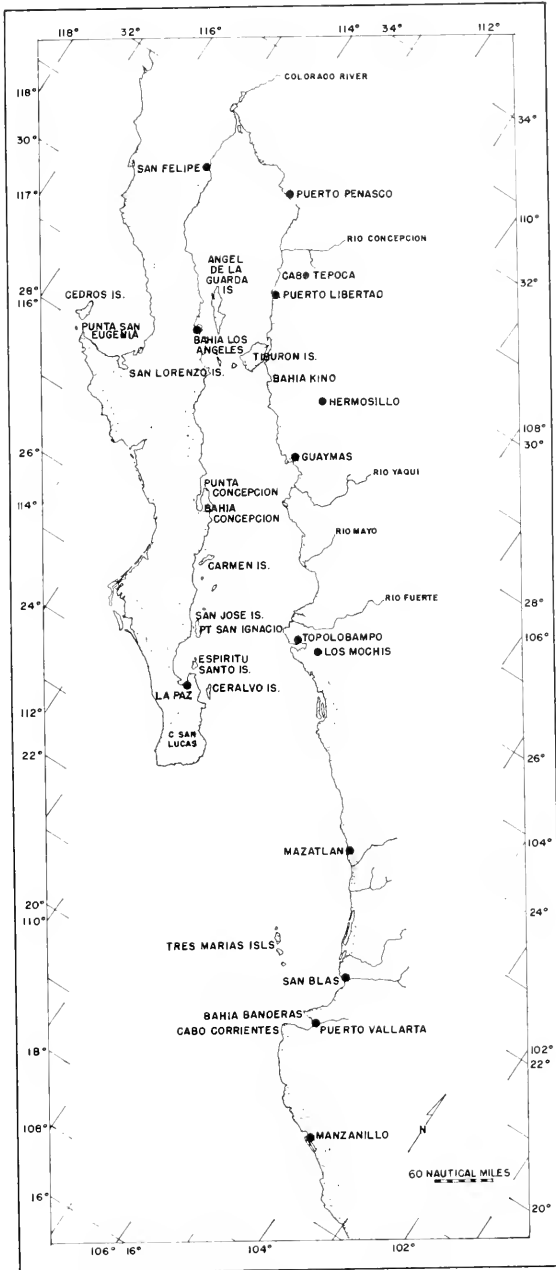 118° 32° 116° 114° 34° 112°
COLORADO RIVER
118°
34°
30°
SAN FELIPE
117°
PUERTO PENASCO
110°
RIO CONCEPCION
ANGEL
DE LA
GUARDA
IS
CABO TEPOCA
32°
28°
116°
CEDROS IS.
PUERTO LIBERTAD
PUNTA SAN
EUGENIA
BAHIA LOS
ANGELES
TIBURON IS.
SAN LORENZO IS.
BAHIA KINO
HERMOSILLO
108°
30°
26°
GUAYMAS
RIO YAQUI
PUNTA
CONCEPCION
114°
BAHIA
CONCEPCION
RIO MAYO
CARMEN IS.
RIO FUERTE
24°
28°
SAN JOSE IS.
PT SAN IGNACIO
TOPOLOBAMPO
106°
LOS MOCHIS
ESPIRITU
SANTO IS.
LA PAZ
CERALVO IS.
112°
C SAN
LUCAS
22°
26°
MAZATLAN
104°
20°
110°
24°
TRES MARIAS ISLS
SAN BLAS
BAHIA BANDERAS
CABO CORRIENTES
PUERTO VALLARTA
18°
102°
22°
108°
MANZANILLO
N
60 NAUTICAL MILES
16°
20°
106° 16° 104° 102°